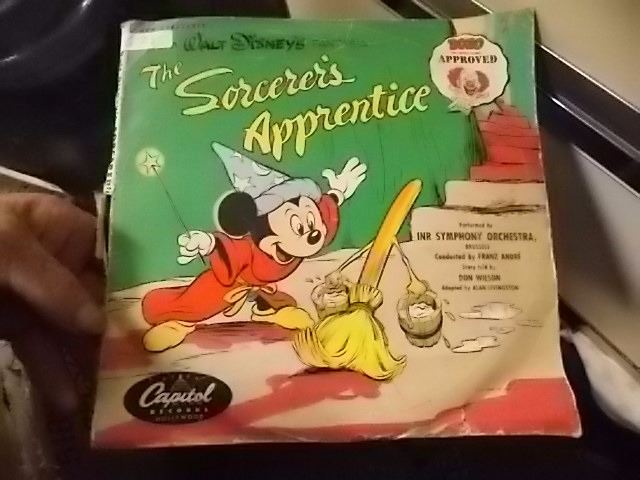 WALT DISNEY'S
The
Sorcerer's
Apprentice
BOZO
APPROVED
Performed by
INR SYMPHONY ORCHESTRA,
BRUSSELS
Conducted by FRANZ ANDRÉ
Story told by
DON WILSON
Adapted by ALAN LIVINGSTON
Capitol
RECORDS
HOLLYWOOD